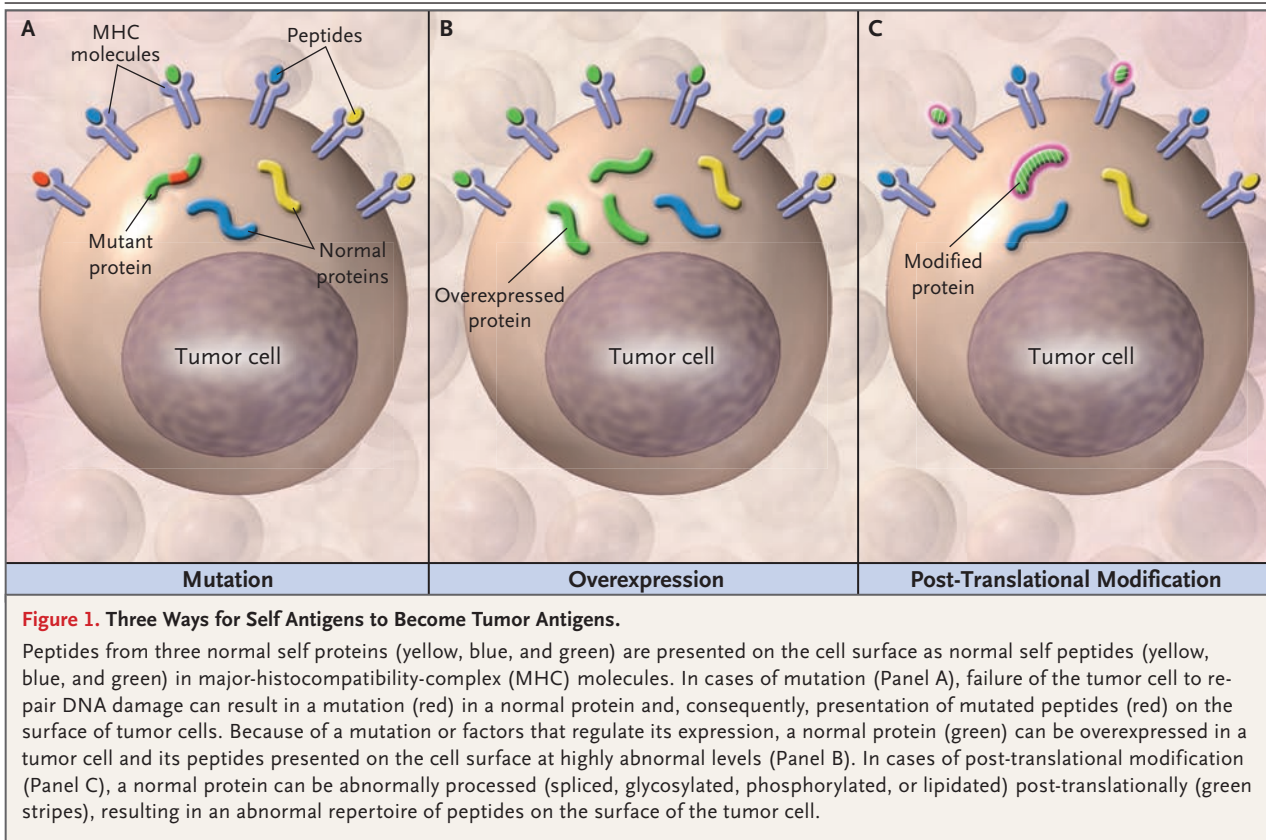 A
MHC
molecules
Peptides
Mutant
protein
Normal
proteins
Tumor cell
Mutation
B
Overexpressed
protein
Tumor cell
Overexpression
C
Modified
protein
Tumor cell
Post-Translational Modification
Figure 1. Three Ways for Self Antigens to Become Tumor Antigens.
Peptides from three normal self proteins (yellow, blue, and green) are presented on the cell surface as normal self peptides (yellow,
blue, and green) in major-histocompatibility-complex (MHC) molecules. In cases of mutation (Panel A), failure of the tumor cell to re-
pair DNA damage can result in a mutation (red) in a normal protein and, consequently, presentation of mutated peptides (red) on the
surface of tumor cells. Because of a mutation or factors that regulate its expression, a normal protein (green) can be overexpressed in a
tumor cell and its peptides presented on the cell surface at highly abnormal levels (Panel B). In cases of post-translational modification
(Panel C), a normal protein can be abnormally processed (spliced, glycosylated, phosphorylated, or lipidated) post-translationally (green
stripes), resulting in an abnormal repertoire of peptides on the surface of the tumor cell.